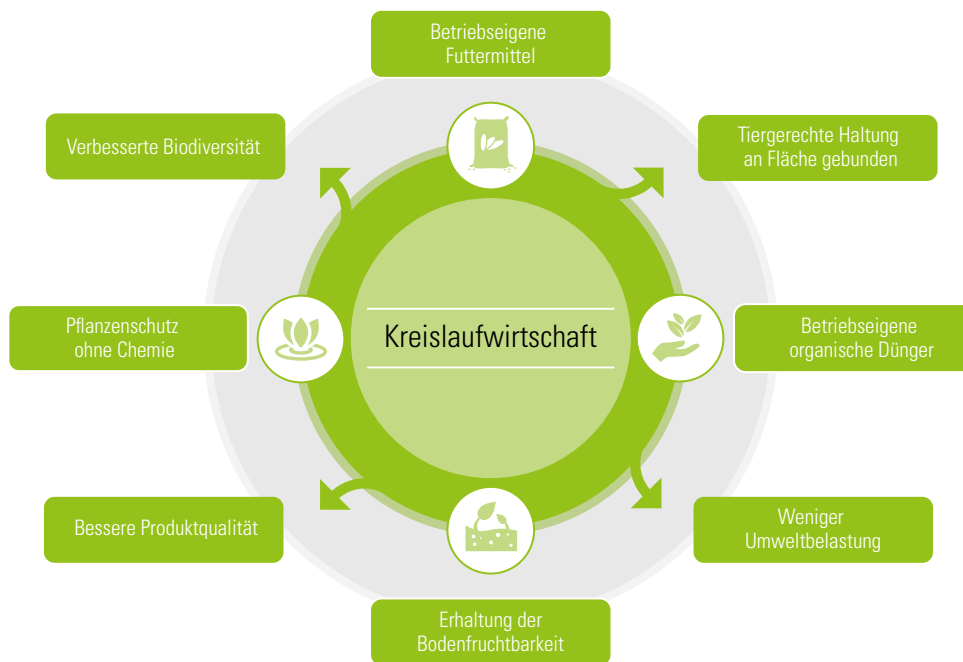 Betriebseigene
Futtermittel
Verbesserte Biodiversität
Tiergerechte Haltung
an Fläche gebunden
Pflanzenschutz
ohne Chemie
Kreislaufwirtschaft
Betriebseigene
organische Dünger
Bessere Produktqualität
Weniger
Umweltbelastung
Erhaltung der
Bodenfruchtbarkeit